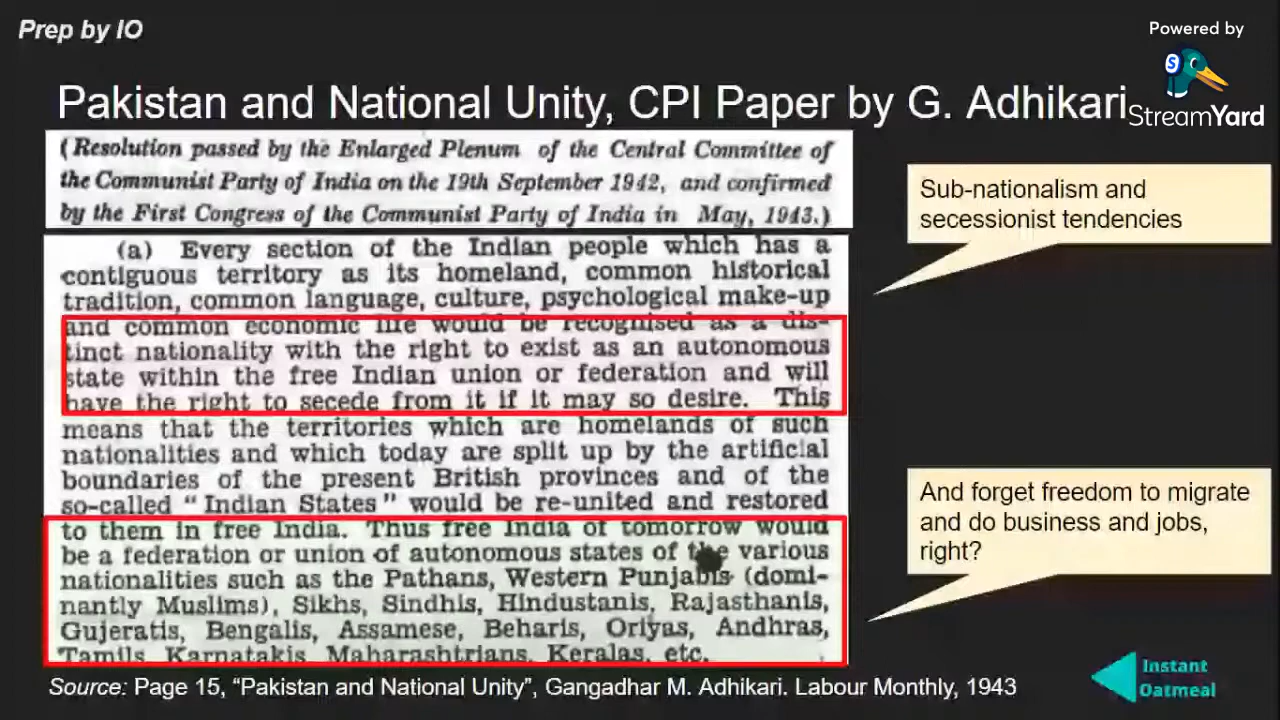 Prep by IO
Powered by
StreamYard
Pakistan and National Unity, CPI Paper by G. Adhikari
(Resolution passed by the Enlarged Plenum of the Central Committee of
the Communist Party of India on the 19th September 1942, and confirmed
by the First Congress of the Communist Party of India in May, 1943.)
(a) Every section of the Indian people which has a
contiguous territory as its homeland, common historical
tradition, common language, culture, psychological make-up
and common economic life would be recognised as a dis-
tinct nationality with the right to exist as an autonomous
state within the free Indian union or federation and will
have the right to secede from it if it may so desire. This
means that the territories which are homelands of such
nationalities and which today are split up by the artificial
boundaries of the present British provinces and of the
so-called "Indian States" would be re-united and restored
to them in free India. Thus free India of tomorrow would
be a federation or union of autonomous states of the various
nationalities such as the Pathans, Western Punjabis (domi-
nantly Muslims), Sikhs, Sindhis, Hindustanis, Rajasthanis,
Gujeratis, Bengalis, Assamese, Beharis, Oriyas, Andhras,
Tamils, Karnatakis, Maharashtrians, Keralas, etc.
Sub-nationalism and
secessionist tendencies
And forget freedom to migrate
and do business and jobs,
right?
Source: Page 15, “Pakistan and National Unity”, Gangadhar M. Adhikari. Labour Monthly, 1943
Instant
Oatmeal